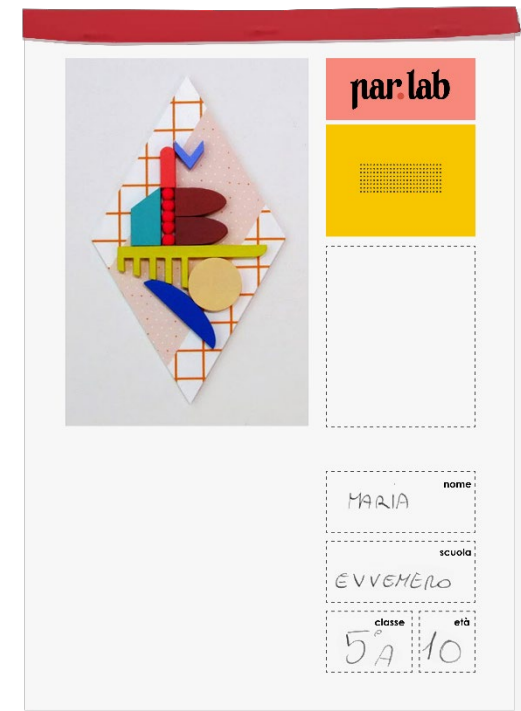 par.lab
nome
MARIA
scuola
EVVEMERO
classe
5°A
età
10